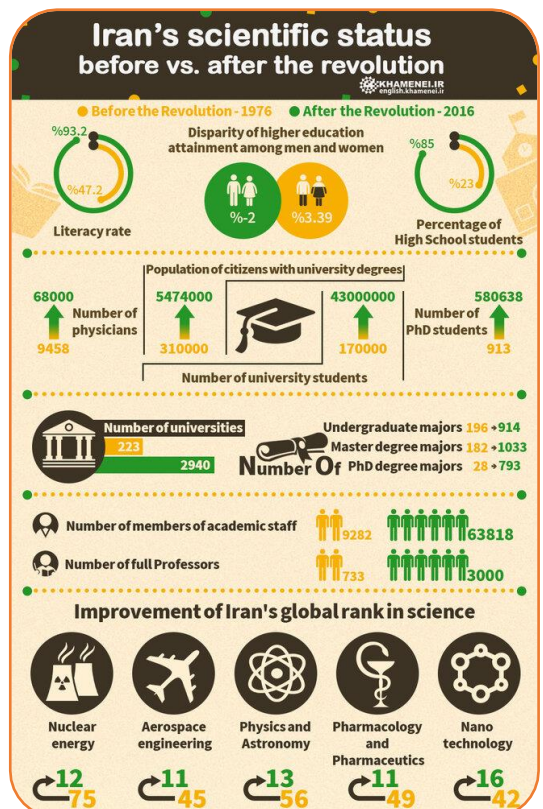 Iran's scientific status
before vs. after the revolution
KHAMENEI.IR
english.khamenei.ir
Before the Revolution - 1976 After the Revolution - 2016
%93.2
%47.2
Literacy rate
Disparity of higher education
attainment among men and women
%-2 %3.39
%85
%23
Percentage of
High School students
Population of citizens with university degrees
68000
Number of
physicians
9458
5474000
310000
43000000
170000
Number of
PhD students
580638
913
Number of university students
Number of universities
223
2940
Number Of
Undergraduate majors 196 914
Master degree majors 182 1033
PhD degree majors 28 793
Number of members of academic staff 9282 63818
Number of full Professors 733 3000
Improvement of Iran's global rank in science
Nuclear
energy
Aerospace
engineering
Physics and
Astronomy
Pharmacology
and
Pharmaceutics
Nano
technology
12 11 13 11 16
75 45 56 49 42